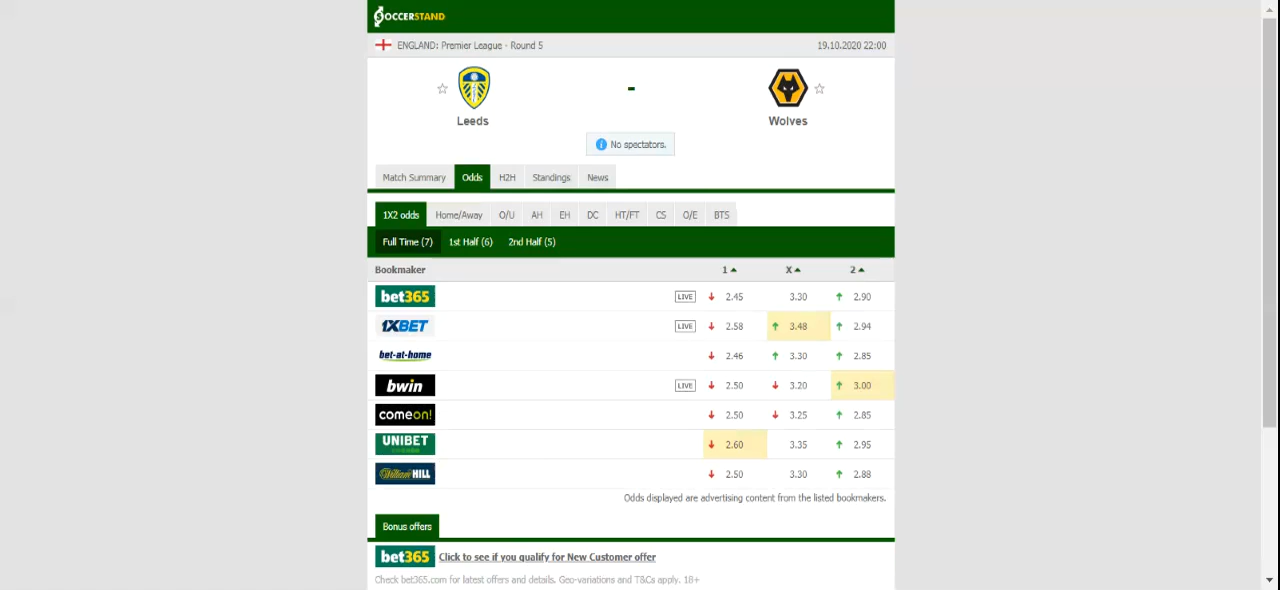 SOCCERSTAND
ENGLAND: Premier League - Round 5 19.10.2020 22:00
-
Leeds Wolves
No spectators.
Match Summary Odds H2H Standings News
1X2 odds Home/Away O/U AH EH DC HT/FT CS O/E BTS
Full Time (7) 1st Half (6) 2nd Half (5)
Bookmaker 1 X 2
bet365 LIVE 2.45 3.30 2.90
1XBET LIVE 2.58 3.48 2.94
bet-at-home 2.46 3.30 2.85
bwin LIVE 2.50 3.20 3.00
comeon! 2.50 3.25 2.85
UNIBET 2.60 3.35 2.95
William HILL 2.50 3.30 2.88
Odds displayed are advertising content from the listed bookmakers.
Bonus offers
bet365 Click to see if you qualify for New Customer offer
Check bet365.com for latest offers and details. Geo-variations and T&Cs apply. 18+